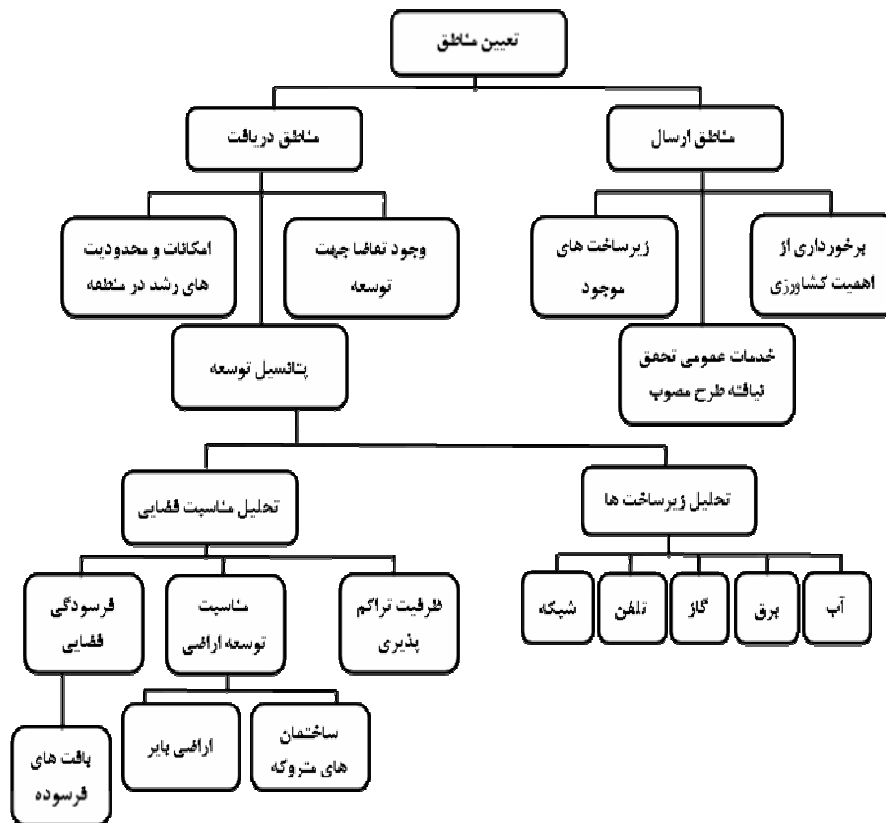 تعیین مناطق
مناطق ارسال
مناطق دریافت
برخورداری از
اهمیت کشاورزی
زیرساخت های
موجود
وجود تقاضا جهت
توسعه
امکانات و محدودیت
های رشد در منطقه
خدمات عمومی تحقق
نیافته طرح مصوب
پتانسیل توسعه
تحلیل زیرساخت ها
تحلیل مناسبت فضایی
آب
برق
گاز
تلفن
شبکه
ظرفیت تراکم
پذیری
مناسبت
توسعه اراضی
فرسودگی
فضایی
ساختمان
های متروکه
اراضی بایر
بافت های
فرسوده